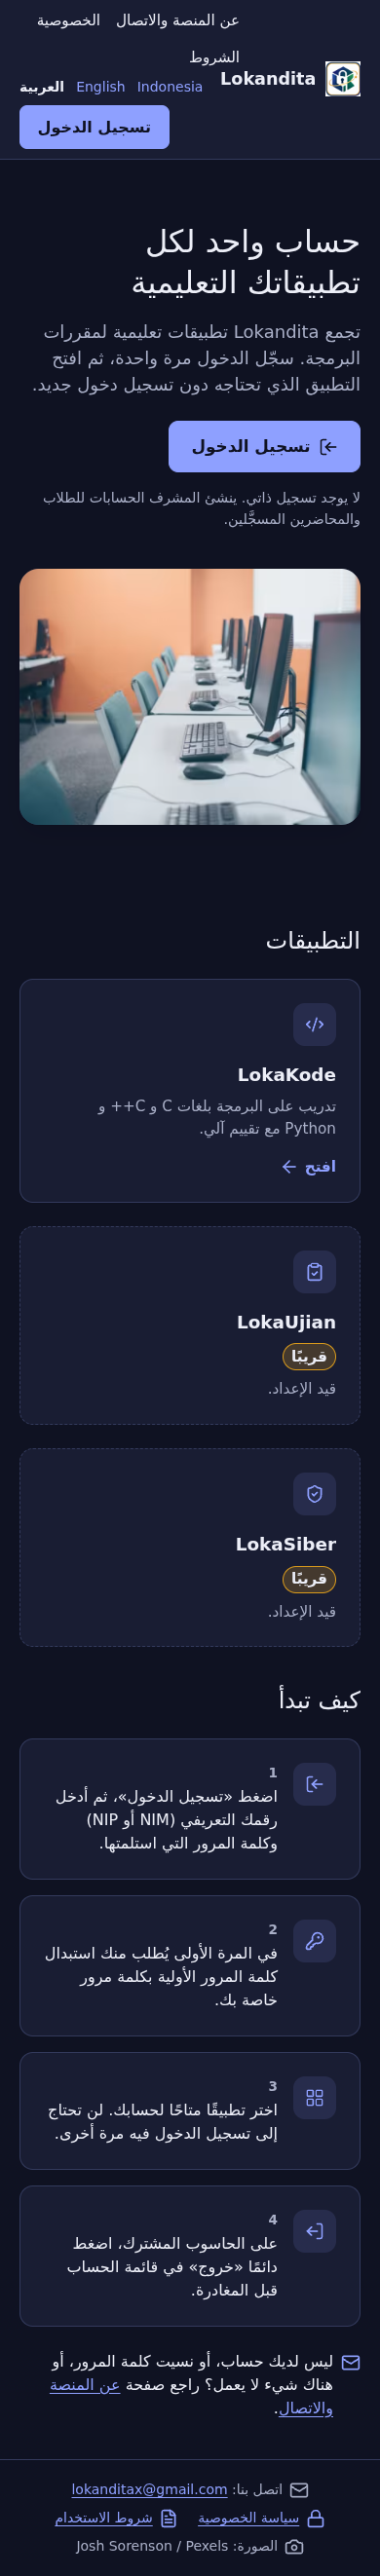 عن المنصة والاتصال
الخصوصية
الشروط
Lokandita
Indonesia
English
العربية
تسجيل الدخول
حساب واحد لكل
تطبيقاتك التعليمية
تجمع Lokandita تطبيقات تعليمية لمقررات
البرمجة. سجّل الدخول مرة واحدة، ثم افتح
التطبيق الذي تحتاجه دون تسجيل دخول جديد.
تسجيل الدخول
لا يوجد تسجيل ذاتي. ينشئ المشرف الحسابات للطلاب
والمحاضرين المسجَّلين.
التطبيقات
LokaKode
تدريب على البرمجة بلغات C و C++ و
Python مع تقييم آلي.
افتح
LokaUjian
قريبًا
قيد الإعداد.
LokaSiber
قريبًا
قيد الإعداد.
كيف تبدأ
1
اضغط «تسجيل الدخول»، ثم أدخل
رقمك التعريفي (NIM أو NIP)
وكلمة المرور التي استلمتها.
2
في المرة الأولى يُطلب منك استبدال
كلمة المرور الأولية بكلمة مرور
خاصة بك.
3
اختر تطبيقًا متاحًا لحسابك. لن تحتاج
إلى تسجيل الدخول فيه مرة أخرى.
4
على الحاسوب المشترك، اضغط
دائمًا «خروج» في قائمة الحساب
قبل المغادرة.
ليس لديك حساب، أو نسيت كلمة المرور، أو
هناك شيء لا يعمل؟ راجع صفحة عن المنصة
والاتصال.
اتصل بنا: lokanditax@gmail.com
سياسة الخصوصية
شروط الاستخدام
الصورة: Josh Sorenson / Pexels